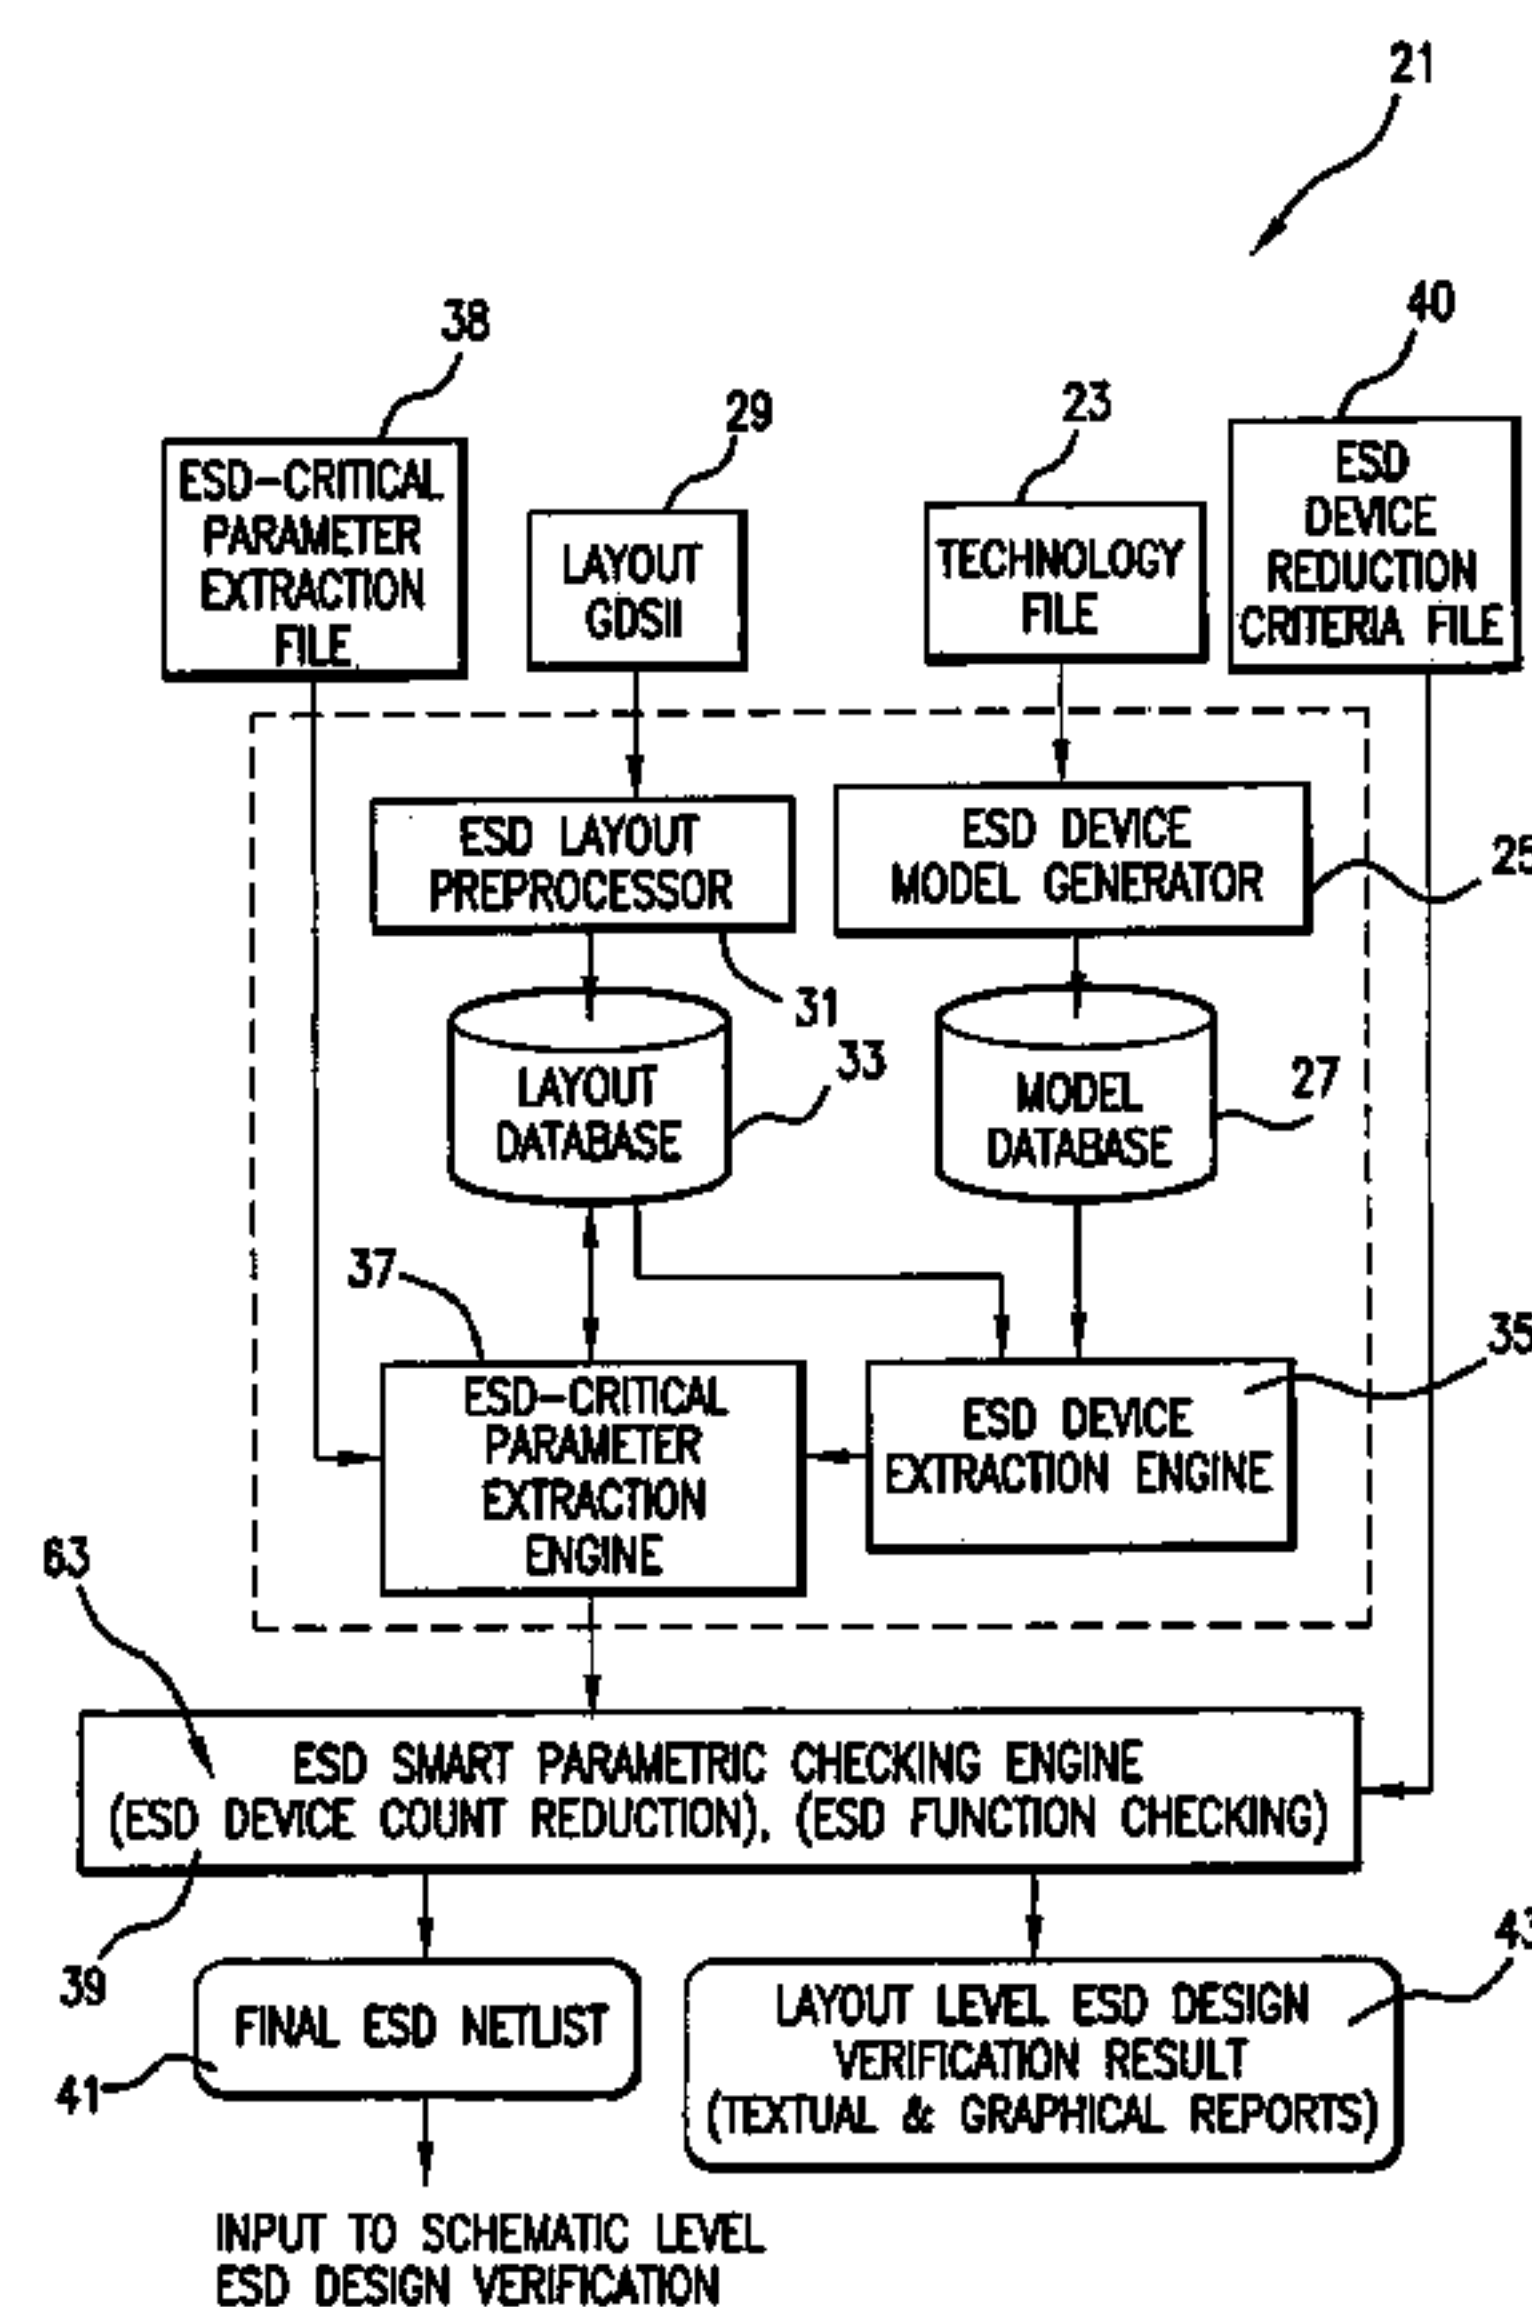 21
40
38
29
23
ESD-CRITICAL
PARAMETER
EXTRACTION
FILE
LAYOUT
GDSII
TECHNOLOGY
FILE
ESD
DEVICE
REDUCTION
CRITERIA FILE
ESD LAYOUT
PREPROCESSOR
ESD DEVICE
MODEL GENERATOR
25
31
33
LAYOUT
DATABASE
MODEL
DATABASE
27
37
35
ESD-CRITICAL
PARAMETER
EXTRACTION
ENGINE
ESD DEVICE
EXTRACTION ENGINE
63
ESD SMART PARAMETRIC CHECKING ENGINE
(ESD DEVICE COUNT REDUCTION), (ESD FUNCTION CHECKING)
39
43
FINAL ESD NETLIST
41
LAYOUT LEVEL ESD DESIGN
VERIFICATION RESULT
(TEXTUAL & GRAPHICAL REPORTS)
INPUT TO SCHEMATIC LEVEL
ESD DESIGN VERIFICATION